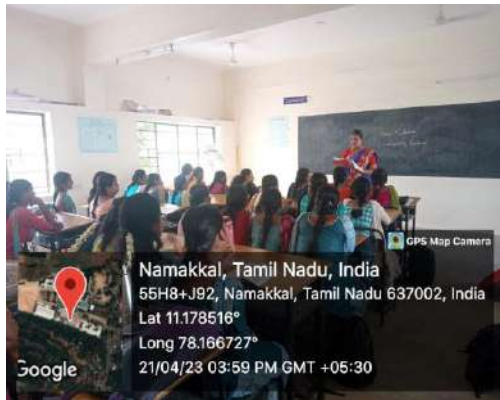 GPS Map Camera
Namakkal, Tamil Nadu, India
55H8+J92, Namakkal, Tamil Nadu 637002, India
Lat 11.178516°
Long 78.166727°
21/04/23 03:59 PM GMT +05:30
Google